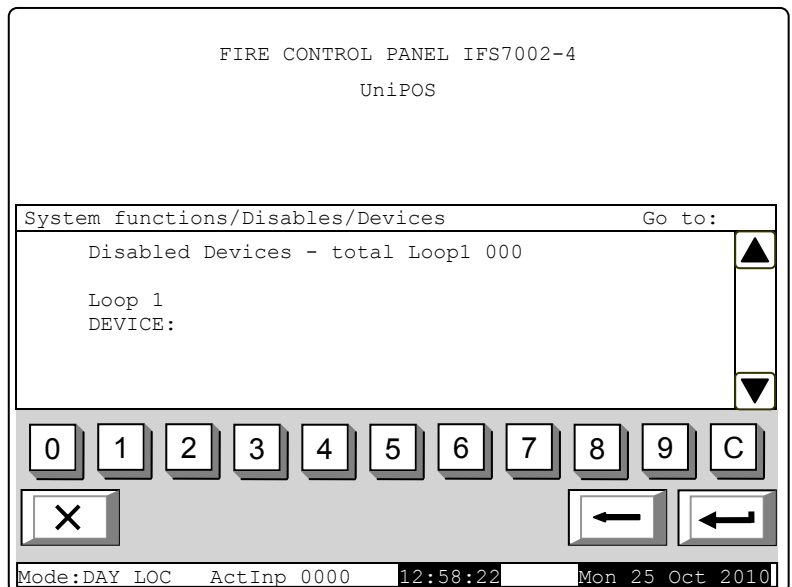 FIRE CONTROL PANEL IFS7002-4
UniPOS
System functions/Disables/Devices Go to:
Disabled Devices - total Loop1 000
Loop 1
DEVICE:
0 1 2 3 4 5 6 7 8 9 C
Mode:DAY LOC ActInp 0000 12:58:22 Mon 25 Oct 2010